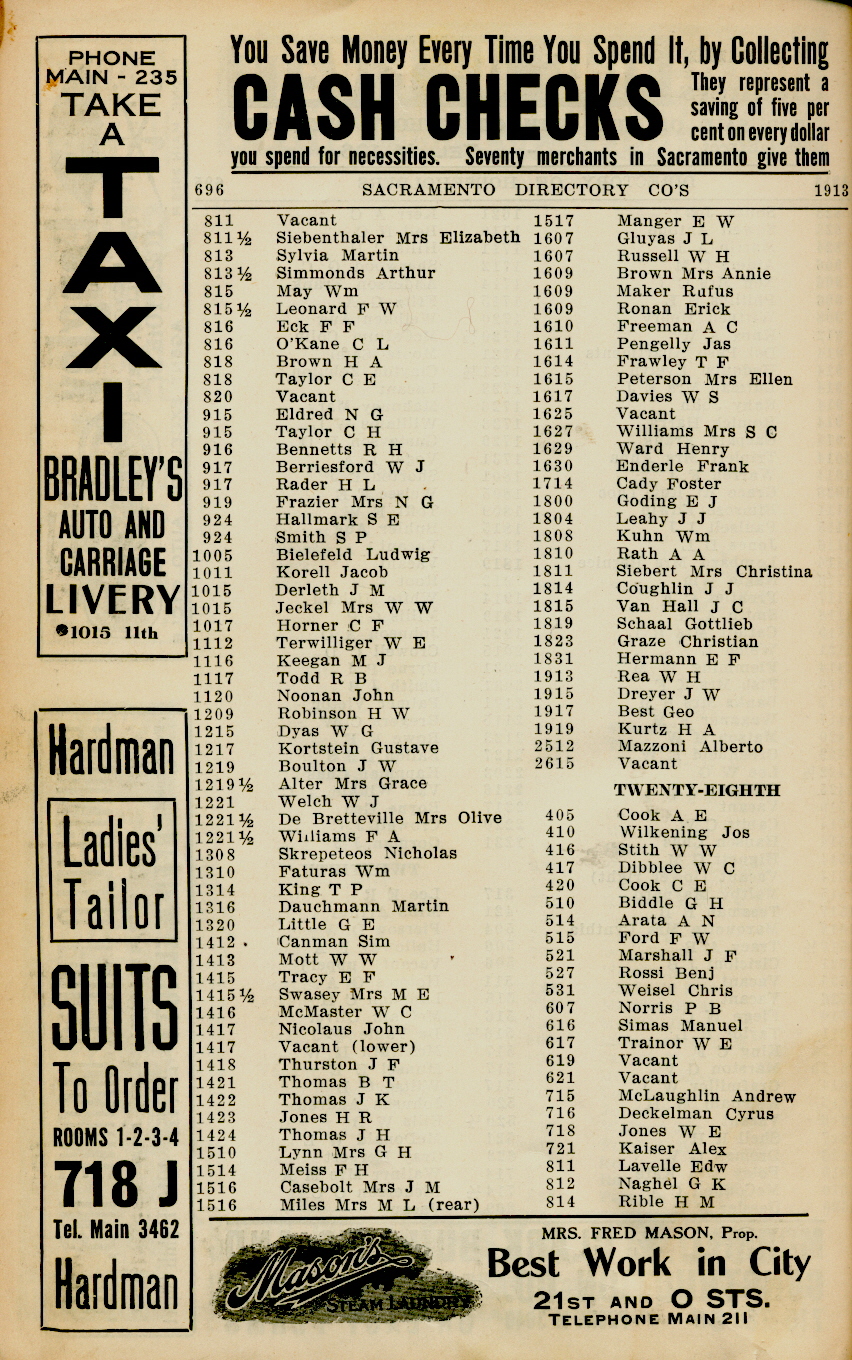 PHONE
MAIN - 235
TAKE
A
TAXI
BRADLEY'S
AUTO AND
CARRIAGE
LIVERY
1015 11th
Hardman
Ladies'
Tailor
SUITS
To Order
ROOMS 1-2-3-4
718 J
Tel. Main 3462
Hardman
You Save Money Every Time You Spend It, by Collecting
CASH CHECKS
They represent a
saving of five per
cent on every dollar
you spend for necessities. Seventy merchants in Sacramento give them
696 SACRAMENTO DIRECTORY CO'S 1913
811 Vacant
811½ Siebenthaler Mrs Elizabeth
813 Sylvia Martin
813½ Simmonds Arthur
815 May Wm
815½ Leonard F W
816 Eck F F
816 O'Kane C L
818 Brown H A
818 Taylor C E
820 Vacant
915 Eldred N G
915 Taylor C H
916 Bennetts R H
917 Berriesford W J
917 Rader H L
919 Frazier Mrs N G
924 Hallmark S E
924 Smith S P
1005 Bielefeld Ludwig
1011 Korell Jacob
1015 Derleth J M
1015 Jeckel Mrs W W
1017 Horner C F
1112 Terwilliger W E
1116 Keegan M J
1117 Todd R B
1120 Noonan John
1209 Robinson H W
1215 Dyas W G
1217 Kortstein Gustave
1219 Boulton J W
1219½ Alter Mrs Grace
1221 Welch W J
1221½ De Bretteville Mrs Olive
1221½ Williams F A
1308 Skrepeteos Nicholas
1310 Faturas Wm
1314 King T P
1316 Dauchmann Martin
1320 Little G E
1412 Canman Sim
1413 Mott W W
1415 Tracy E F
1415½ Swasey Mrs M E
1416 McMaster W C
1417 Nicolaus John
1417 Vacant (lower)
1418 Thurston J F
1421 Thomas B T
1422 Thomas J K
1423 Jones H R
1424 Thomas J H
1510 Lynn Mrs G H
1514 Meiss F H
1516 Casebolt Mrs J M
1516 Miles Mrs M L (rear)
1517 Manger E W
1607 Gluyas J L
1607 Russell W H
1609 Brown Mrs Annie
1609 Maker Rufus
1609 Ronan Erick
1610 Freeman A C
1611 Pengelly Jas
1614 Frawley T F
1615 Peterson Mrs Ellen
1617 Davies W S
1625 Vacant
1627 Williams Mrs S C
1629 Ward Henry
1630 Enderle Frank
1714 Cady Foster
1800 Goding E J
1804 Leahy J J
1808 Kuhn Wm
1810 Rath A A
1811 Siebert Mrs Christina
1814 Coughlin J J
1815 Van Hall J C
1819 Schaal Gottlieb
1823 Graze Christian
1831 Hermann E F
1913 Rea W H
1915 Dreyer J W
1917 Best Geo
1919 Kurtz H A
2512 Mazzoni Alberto
2615 Vacant
TWENTY-EIGHTH
405 Cook A E
410 Wilkening Jos
416 Stith W W
417 Dibblee W C
420 Cook C E
510 Biddle G H
514 Arata A N
515 Ford F W
521 Marshall J F
527 Rossi Benj
531 Weisel Chris
607 Norris P B
616 Simas Manuel
617 Trainor W E
619 Vacant
621 Vacant
715 McLaughlin Andrew
716 Deckelman Cyrus
718 Jones W E
721 Kaiser Alex
811 Lavelle Edw
812 Naghel G K
814 Rible H M
Mason's
STEAM LAUNDRY
MRS. FRED MASON, Prop.
Best Work in City
21ST AND O STS.
TELEPHONE MAIN 211